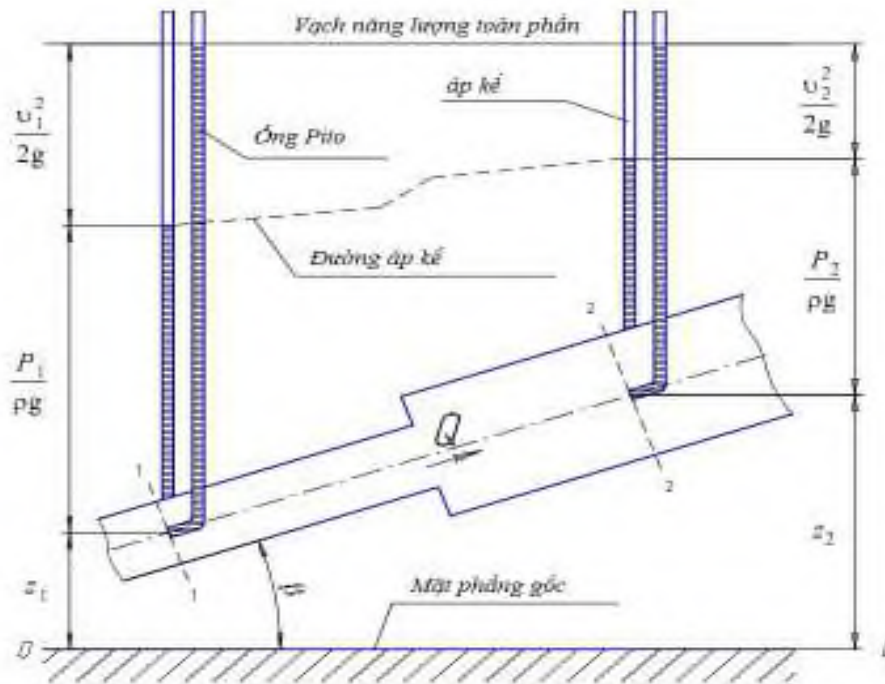 Vạch năng lượng toàn phần
υ₁²/2g
áp kế
υ₂²/2g
Ống Pito
Đường áp kế
P₂/ρg
P₁/ρg
2
Q
1
2
z₂
z₁
1
β
Mặt phẳng gốc
0